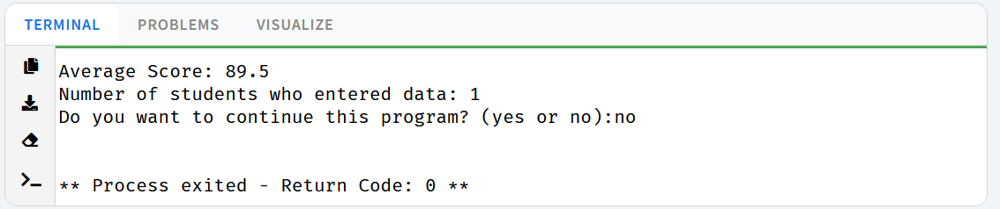 TERMINAL PROBLEMS VISUALIZE
Average Score: 89.5
Number of students who entered data: 1
Do you want to continue this program? (yes or no):no
** Process exited - Return Code: 0 **